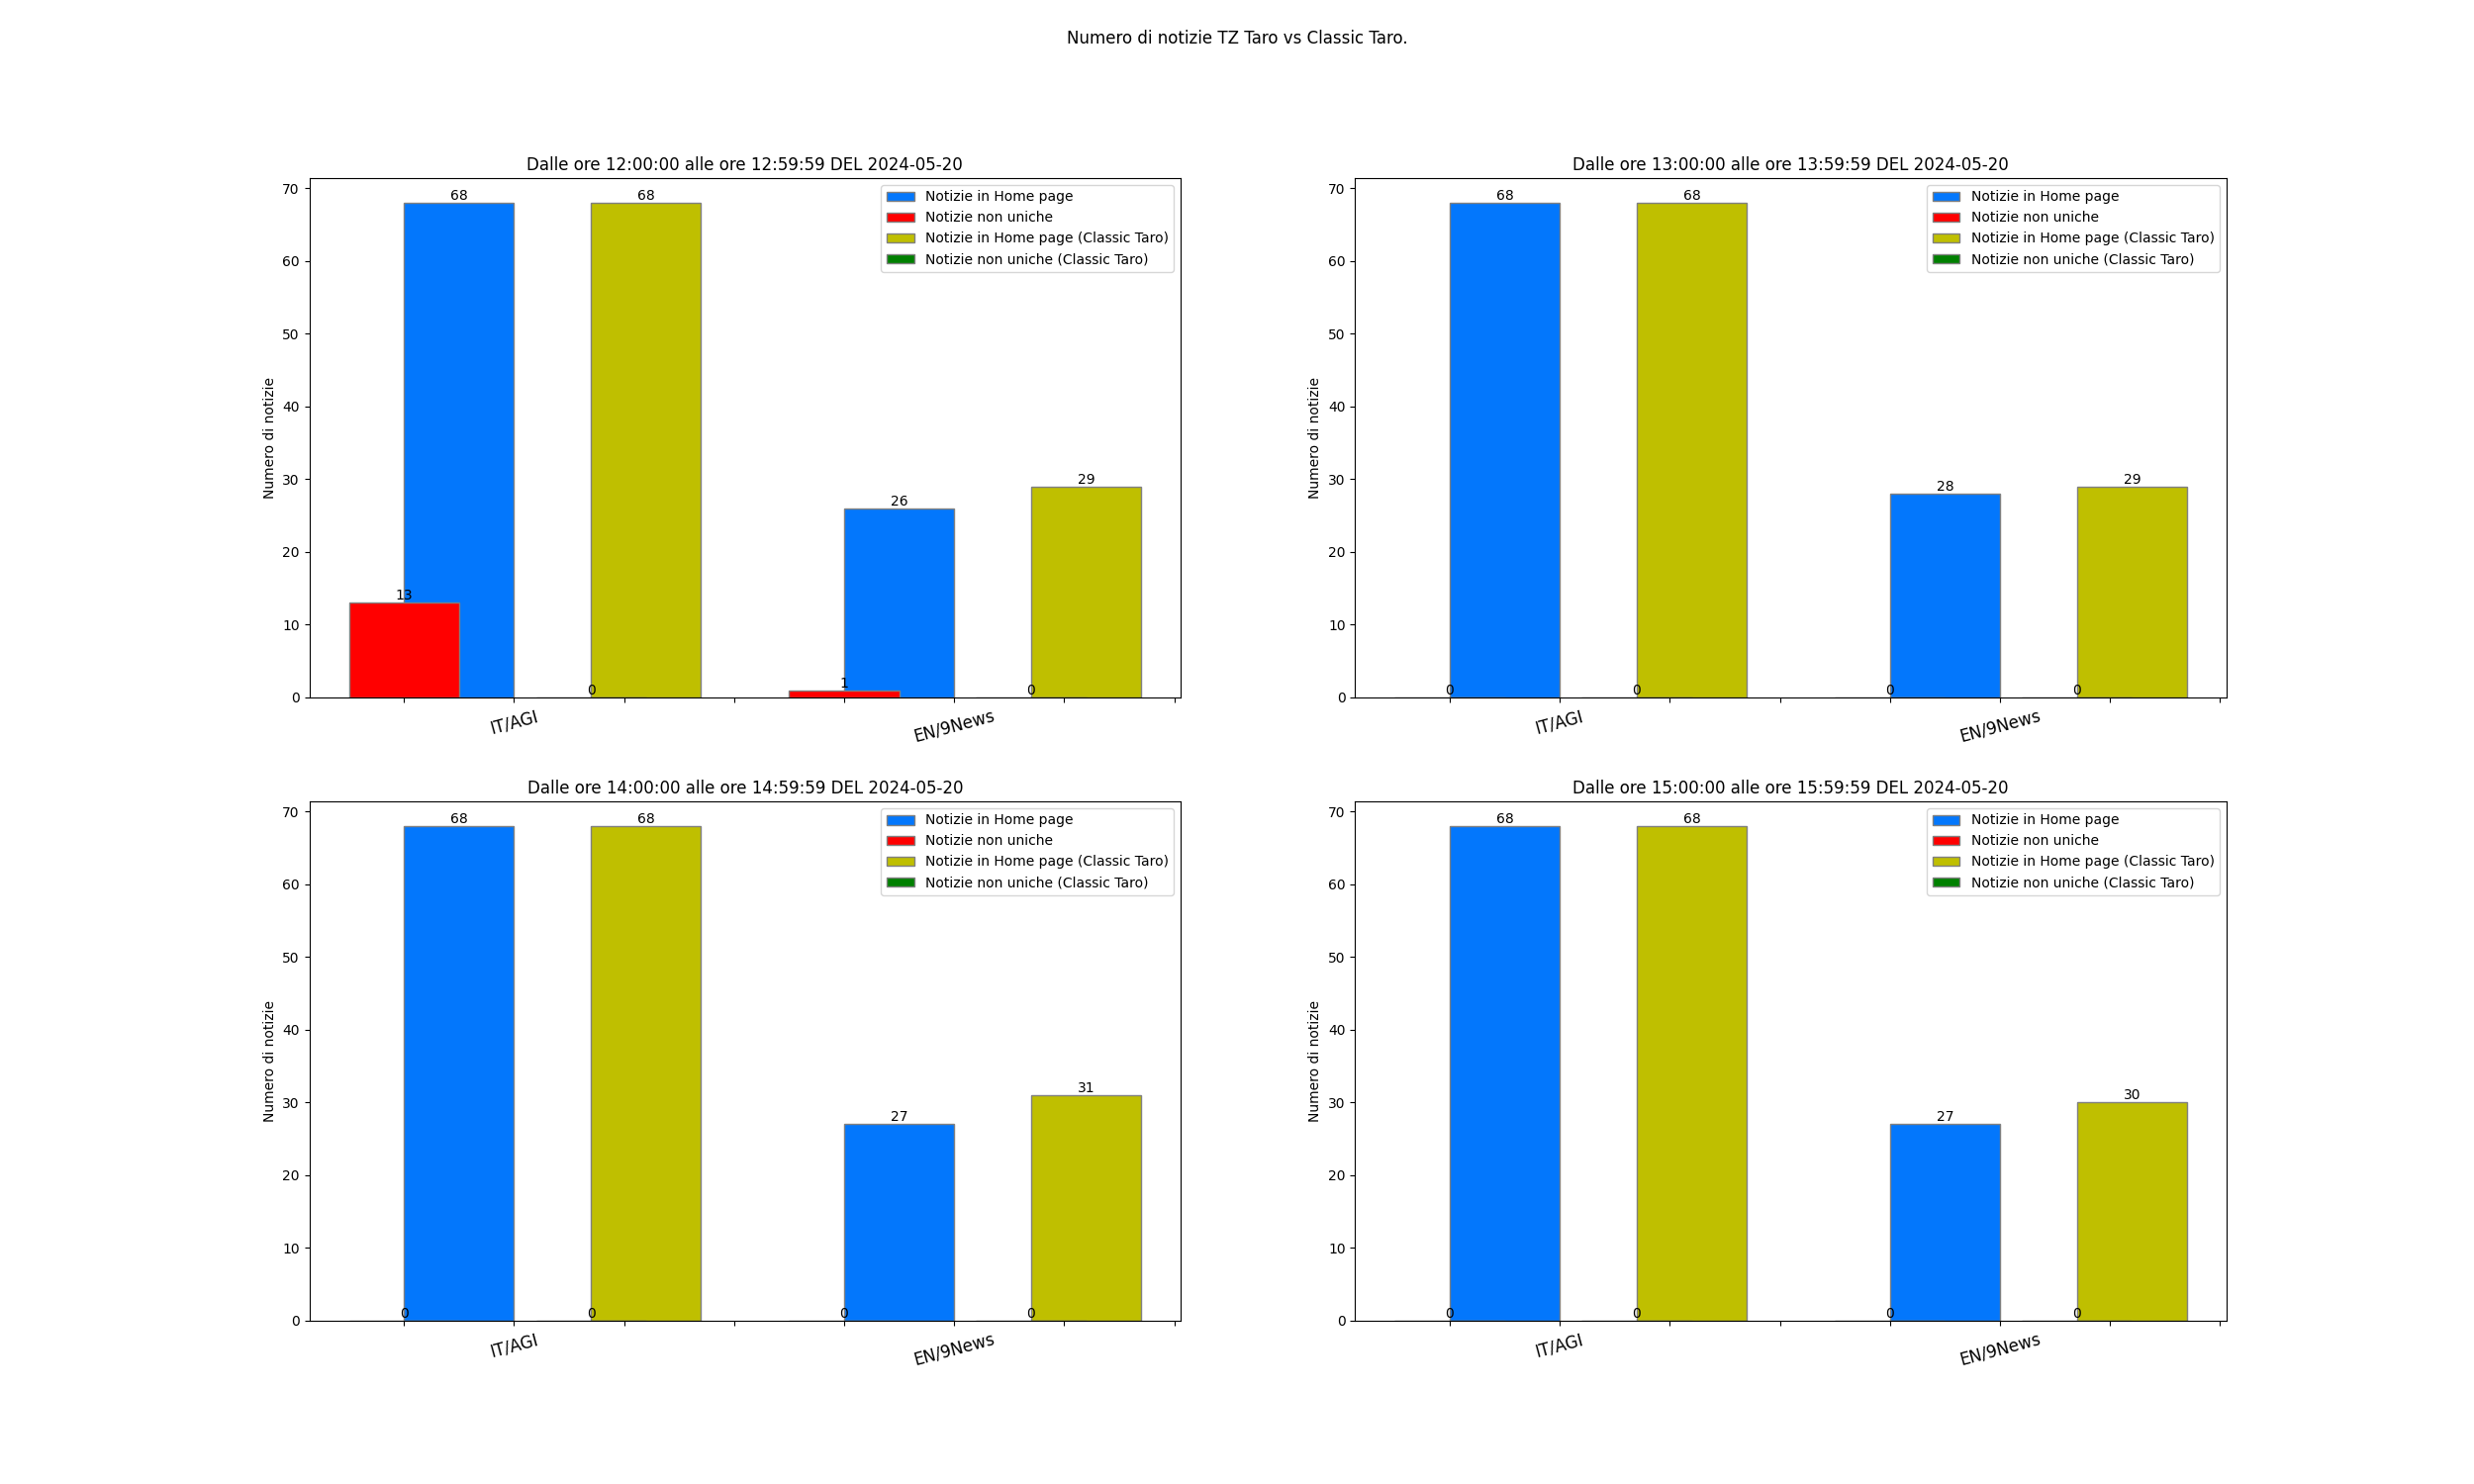 Numero di notizie TZ Taro vs Classic Taro.
Dalle ore 12:00:00 alle ore 12:59:59 DEL 2024-05-20
Numero di notizie
70
60
50
40
30
20
10
0
68
68
13
0
26
29
1
0
Notizie in Home page
Notizie non uniche
Notizie in Home page (Classic Taro)
Notizie non uniche (Classic Taro)
IT/AGI
EN/9News
Dalle ore 13:00:00 alle ore 13:59:59 DEL 2024-05-20
Numero di notizie
70
60
50
40
30
20
10
0
68
68
0
0
28
29
0
0
Notizie in Home page
Notizie non uniche
Notizie in Home page (Classic Taro)
Notizie non uniche (Classic Taro)
IT/AGI
EN/9News
Dalle ore 14:00:00 alle ore 14:59:59 DEL 2024-05-20
Numero di notizie
70
60
50
40
30
20
10
0
68
68
0
0
27
31
0
0
Notizie in Home page
Notizie non uniche
Notizie in Home page (Classic Taro)
Notizie non uniche (Classic Taro)
IT/AGI
EN/9News
Dalle ore 15:00:00 alle ore 15:59:59 DEL 2024-05-20
Numero di notizie
70
60
50
40
30
20
10
0
68
68
0
0
27
30
0
0
Notizie in Home page
Notizie non uniche
Notizie in Home page (Classic Taro)
Notizie non uniche (Classic Taro)
IT/AGI
EN/9News